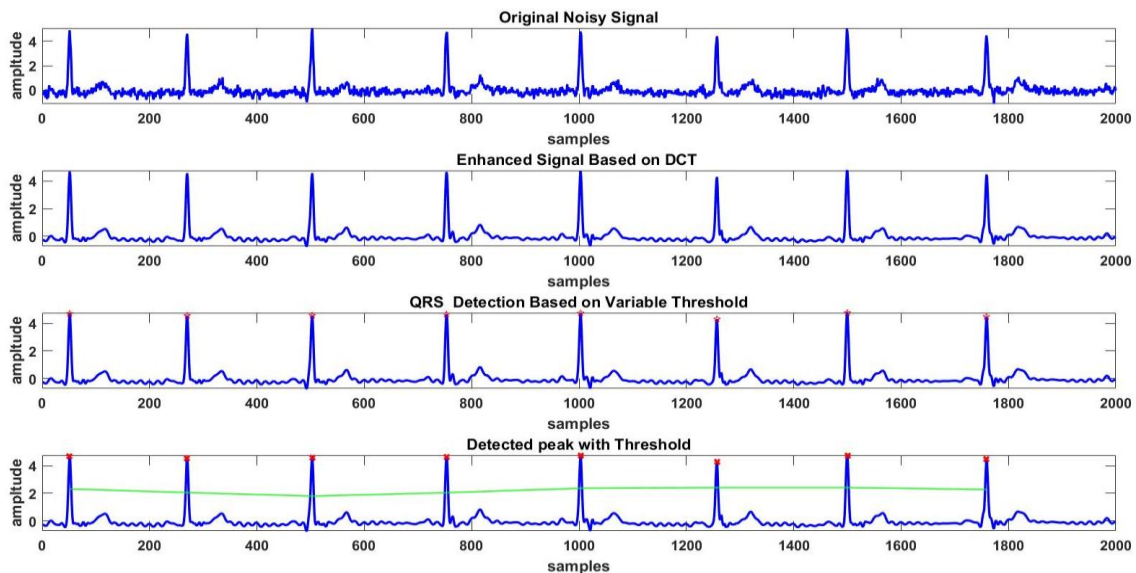 Original Noisy Signal
4
2
0
ampltude
0 200 400 600 800 1000 1200 1400 1600 1800 2000
samples
Enhanced Signal Based on DCT
4
2
0
ampltude
0 200 400 600 800 1000 1200 1400 1600 1800 2000
samples
QRS Detection Based on Variable Threshold
4
2
0
ampltude
0 200 400 600 800 1000 1200 1400 1600 1800 2000
samples
Detected peak with Threshold
4
2
0
ampltude
0 200 400 600 800 1000 1200 1400 1600 1800 2000
samples